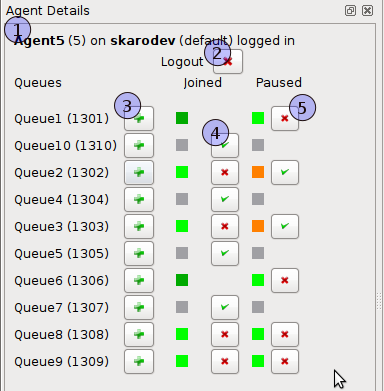 Agent Details
1
Agent5 (5) on skarodev (default) logged in
2
Logout
Queues Joined Paused
3 5
Queue1 (1301)
4
Queue10 (1310)
Queue2 (1302)
Queue4 (1304)
Queue3 (1303)
Queue5 (1305)
Queue6 (1306)
Queue7 (1307)
Queue8 (1308)
Queue9 (1309)